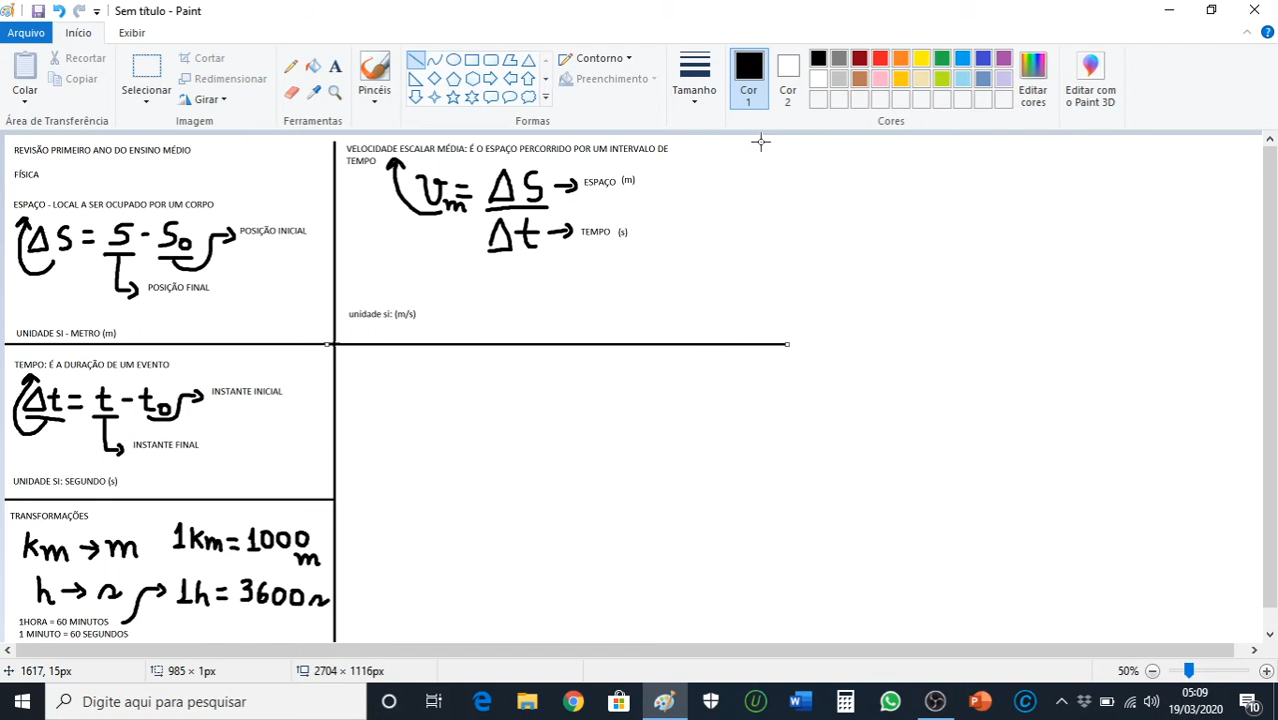 Sem título - Paint
Arquivo
Início
Exibir
Colar
Recortar
Copiar
Área de Transferência
Selecionar
Cortar
Redimensionar
Girar
Imagem
A
Ferramentas
Pincéis
Contorno
Preenchimento
Formas
Tamanho
Cor
1
Cor
2
Editar
cores
Editar com
o Paint 3D
Cores
REVISÃO PRIMEIRO ANO DO ENSINO MÉDIO
FÍSICA
ESPAÇO - LOCAL A SER OCUPADO POR UM CORPO
ΔS = S - S0
POSIÇÃO INICIAL
POSIÇÃO FINAL
UNIDADE SI - METRO (m)
TEMPO: É A DURAÇÃO DE UM EVENTO
Δt = t - t0
INSTANTE INICIAL
INSTANTE FINAL
UNIDADE SI: SEGUNDO (s)
TRANSFORMAÇÕES
km → m 1km = 1000 m
h → s 1h = 3600 s
1HORA = 60 MINUTOS
1 MINUTO = 60 SEGUNDOS
VELOCIDADE ESCALAR MÉDIA: É O ESPAÇO PERCORRIDO POR UM INTERVALO DE
TEMPO
Vm = ΔS → ESPAÇO (m)
Δt → TEMPO (s)
unidade si: (m/s)
1617, 15px
985 × 1px
2704 × 1116px
50%
Digite aqui para pesquisar
05:09
19/03/2020
10